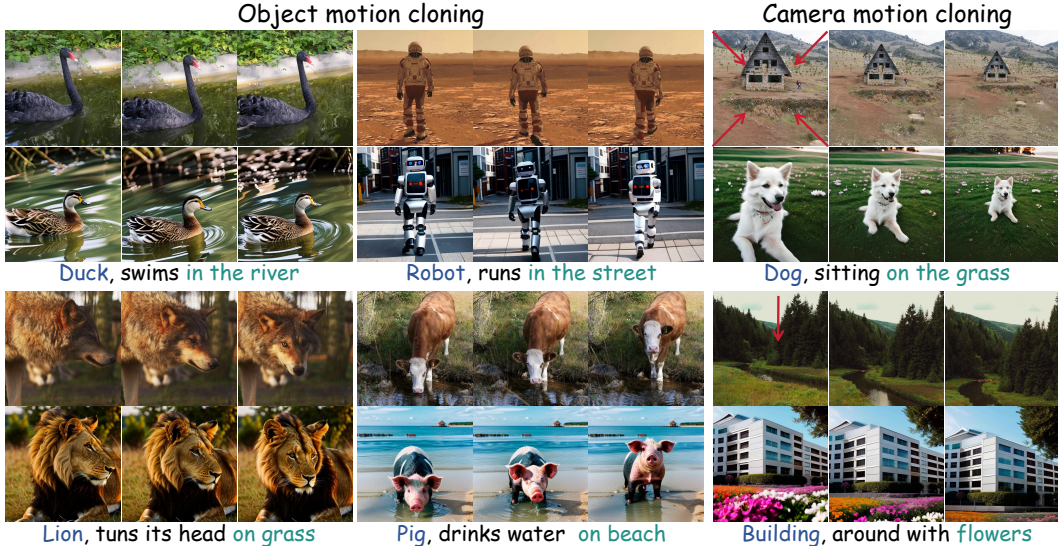 Object motion cloning
Camera motion cloning
Duck, swims in the river
Robot, runs in the street
Dog, sitting on the grass
Lion, tuns its head on grass
Pig, drinks water on beach
Building, around with flowers